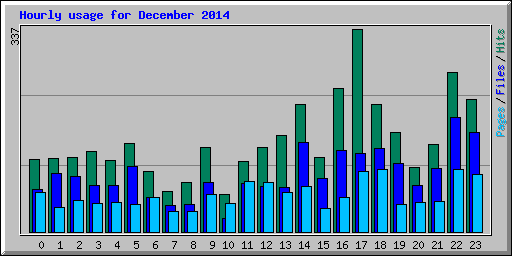 Hourly usage for December 2014
337
Pages / Files / Hits
0 1 2 3 4 5 6 7 8 9 10 11 12 13 14 15 16 17 18 19 20 21 22 23